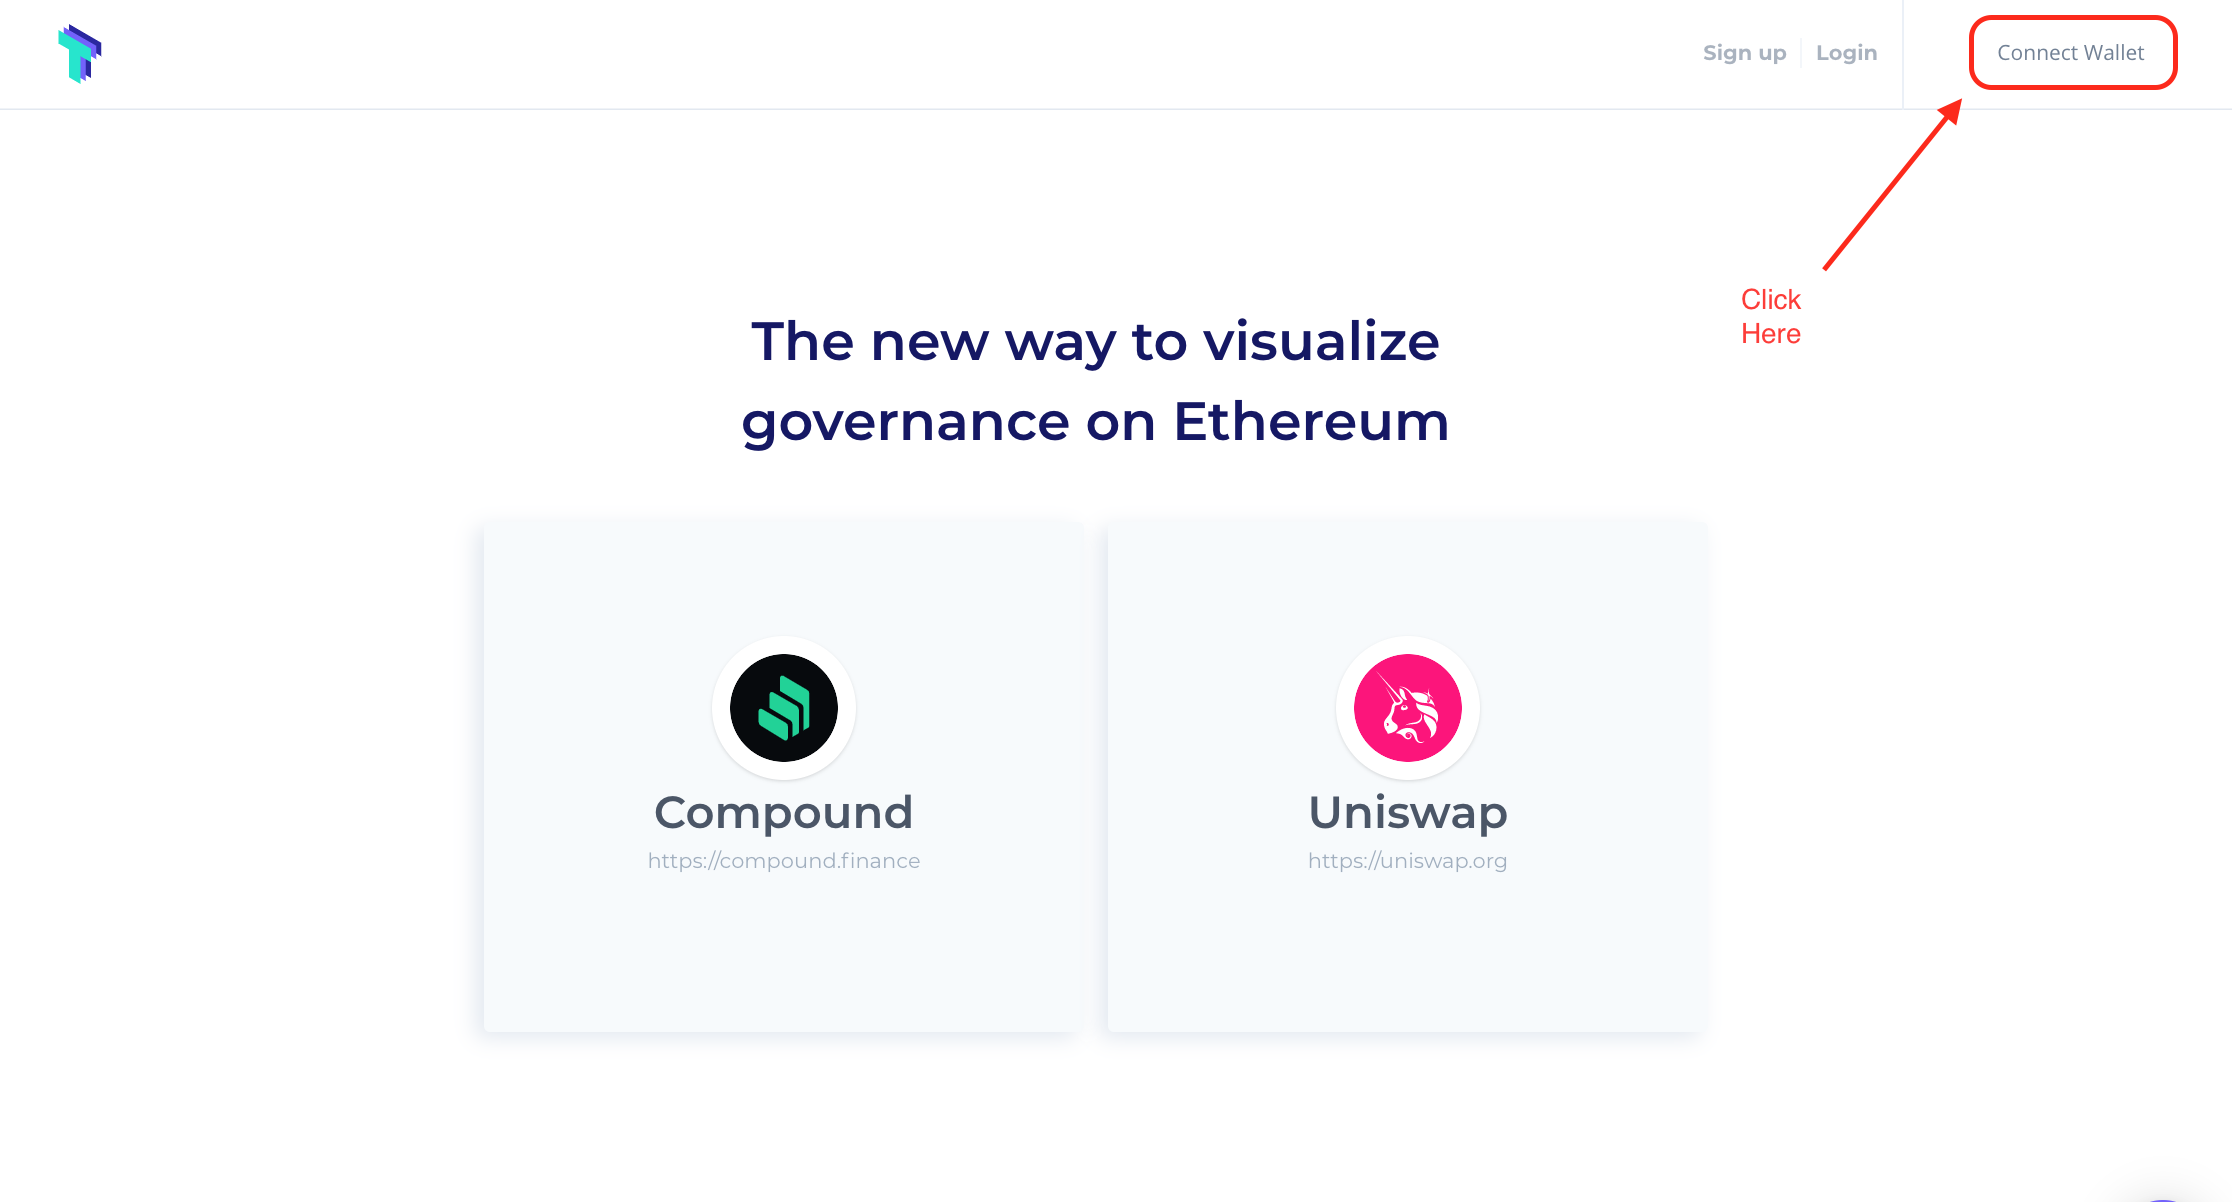 Sign up
Login
Connect Wallet
Click
Here
The new way to visualize
governance on Ethereum
Compound
https://compound.finance
Uniswap
https://uniswap.org